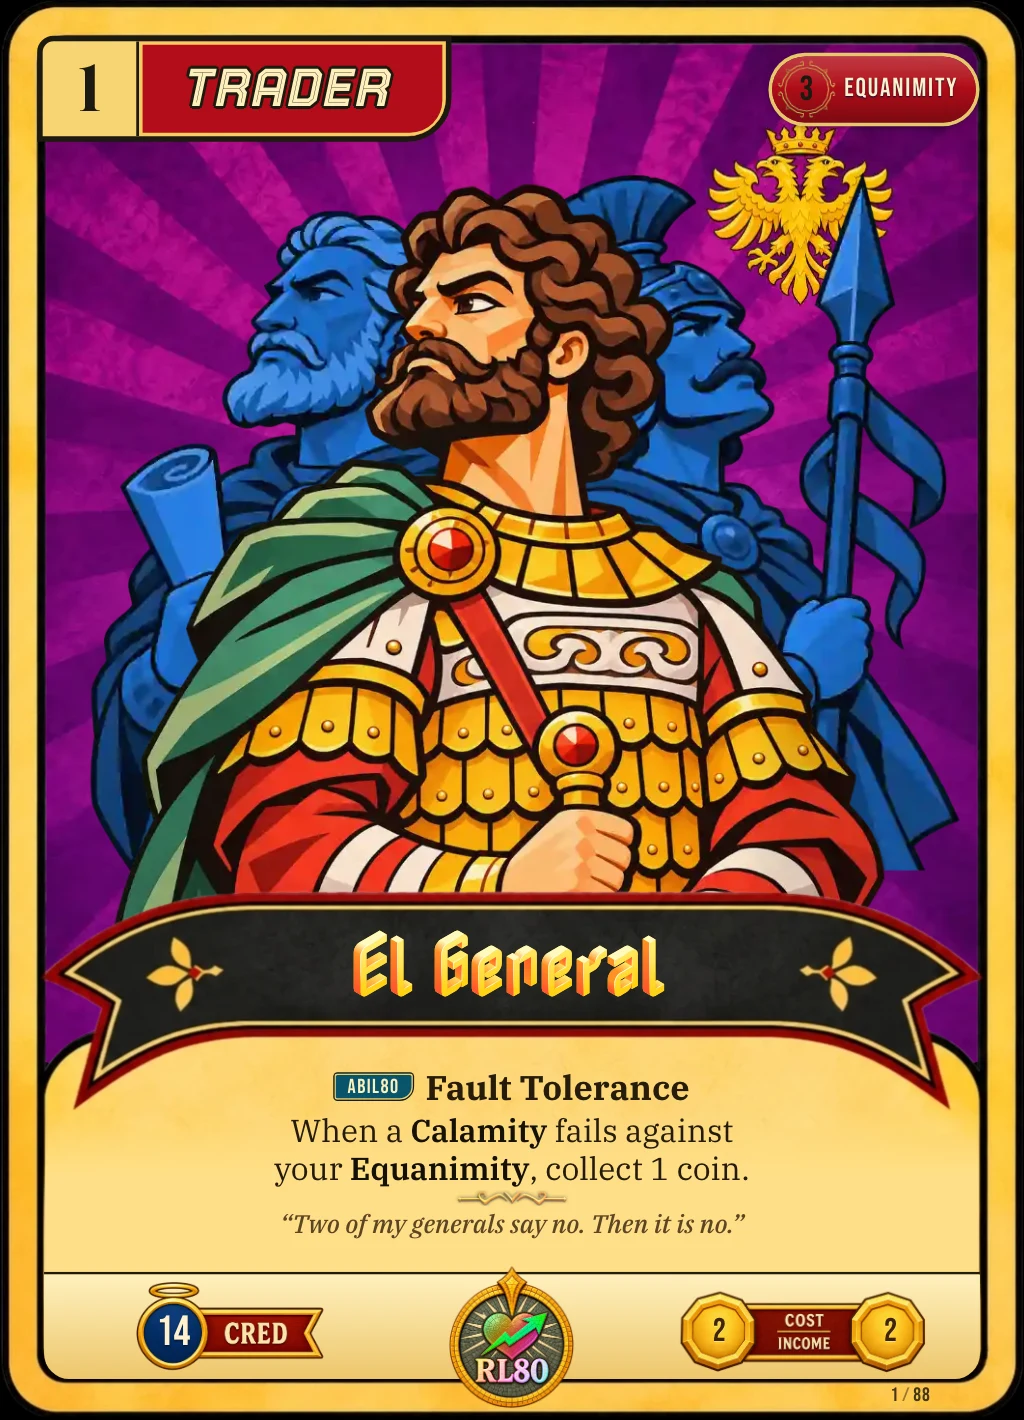 1 TRADER
3 EQUANIMITY
El General
ABIL80 Fault Tolerance
When a Calamity fails against
your Equanimity, collect 1 coin.
“Two of my generals say no. Then it is no.”
14 CRED
RL80
2 COST INCOME 2
1 / 88